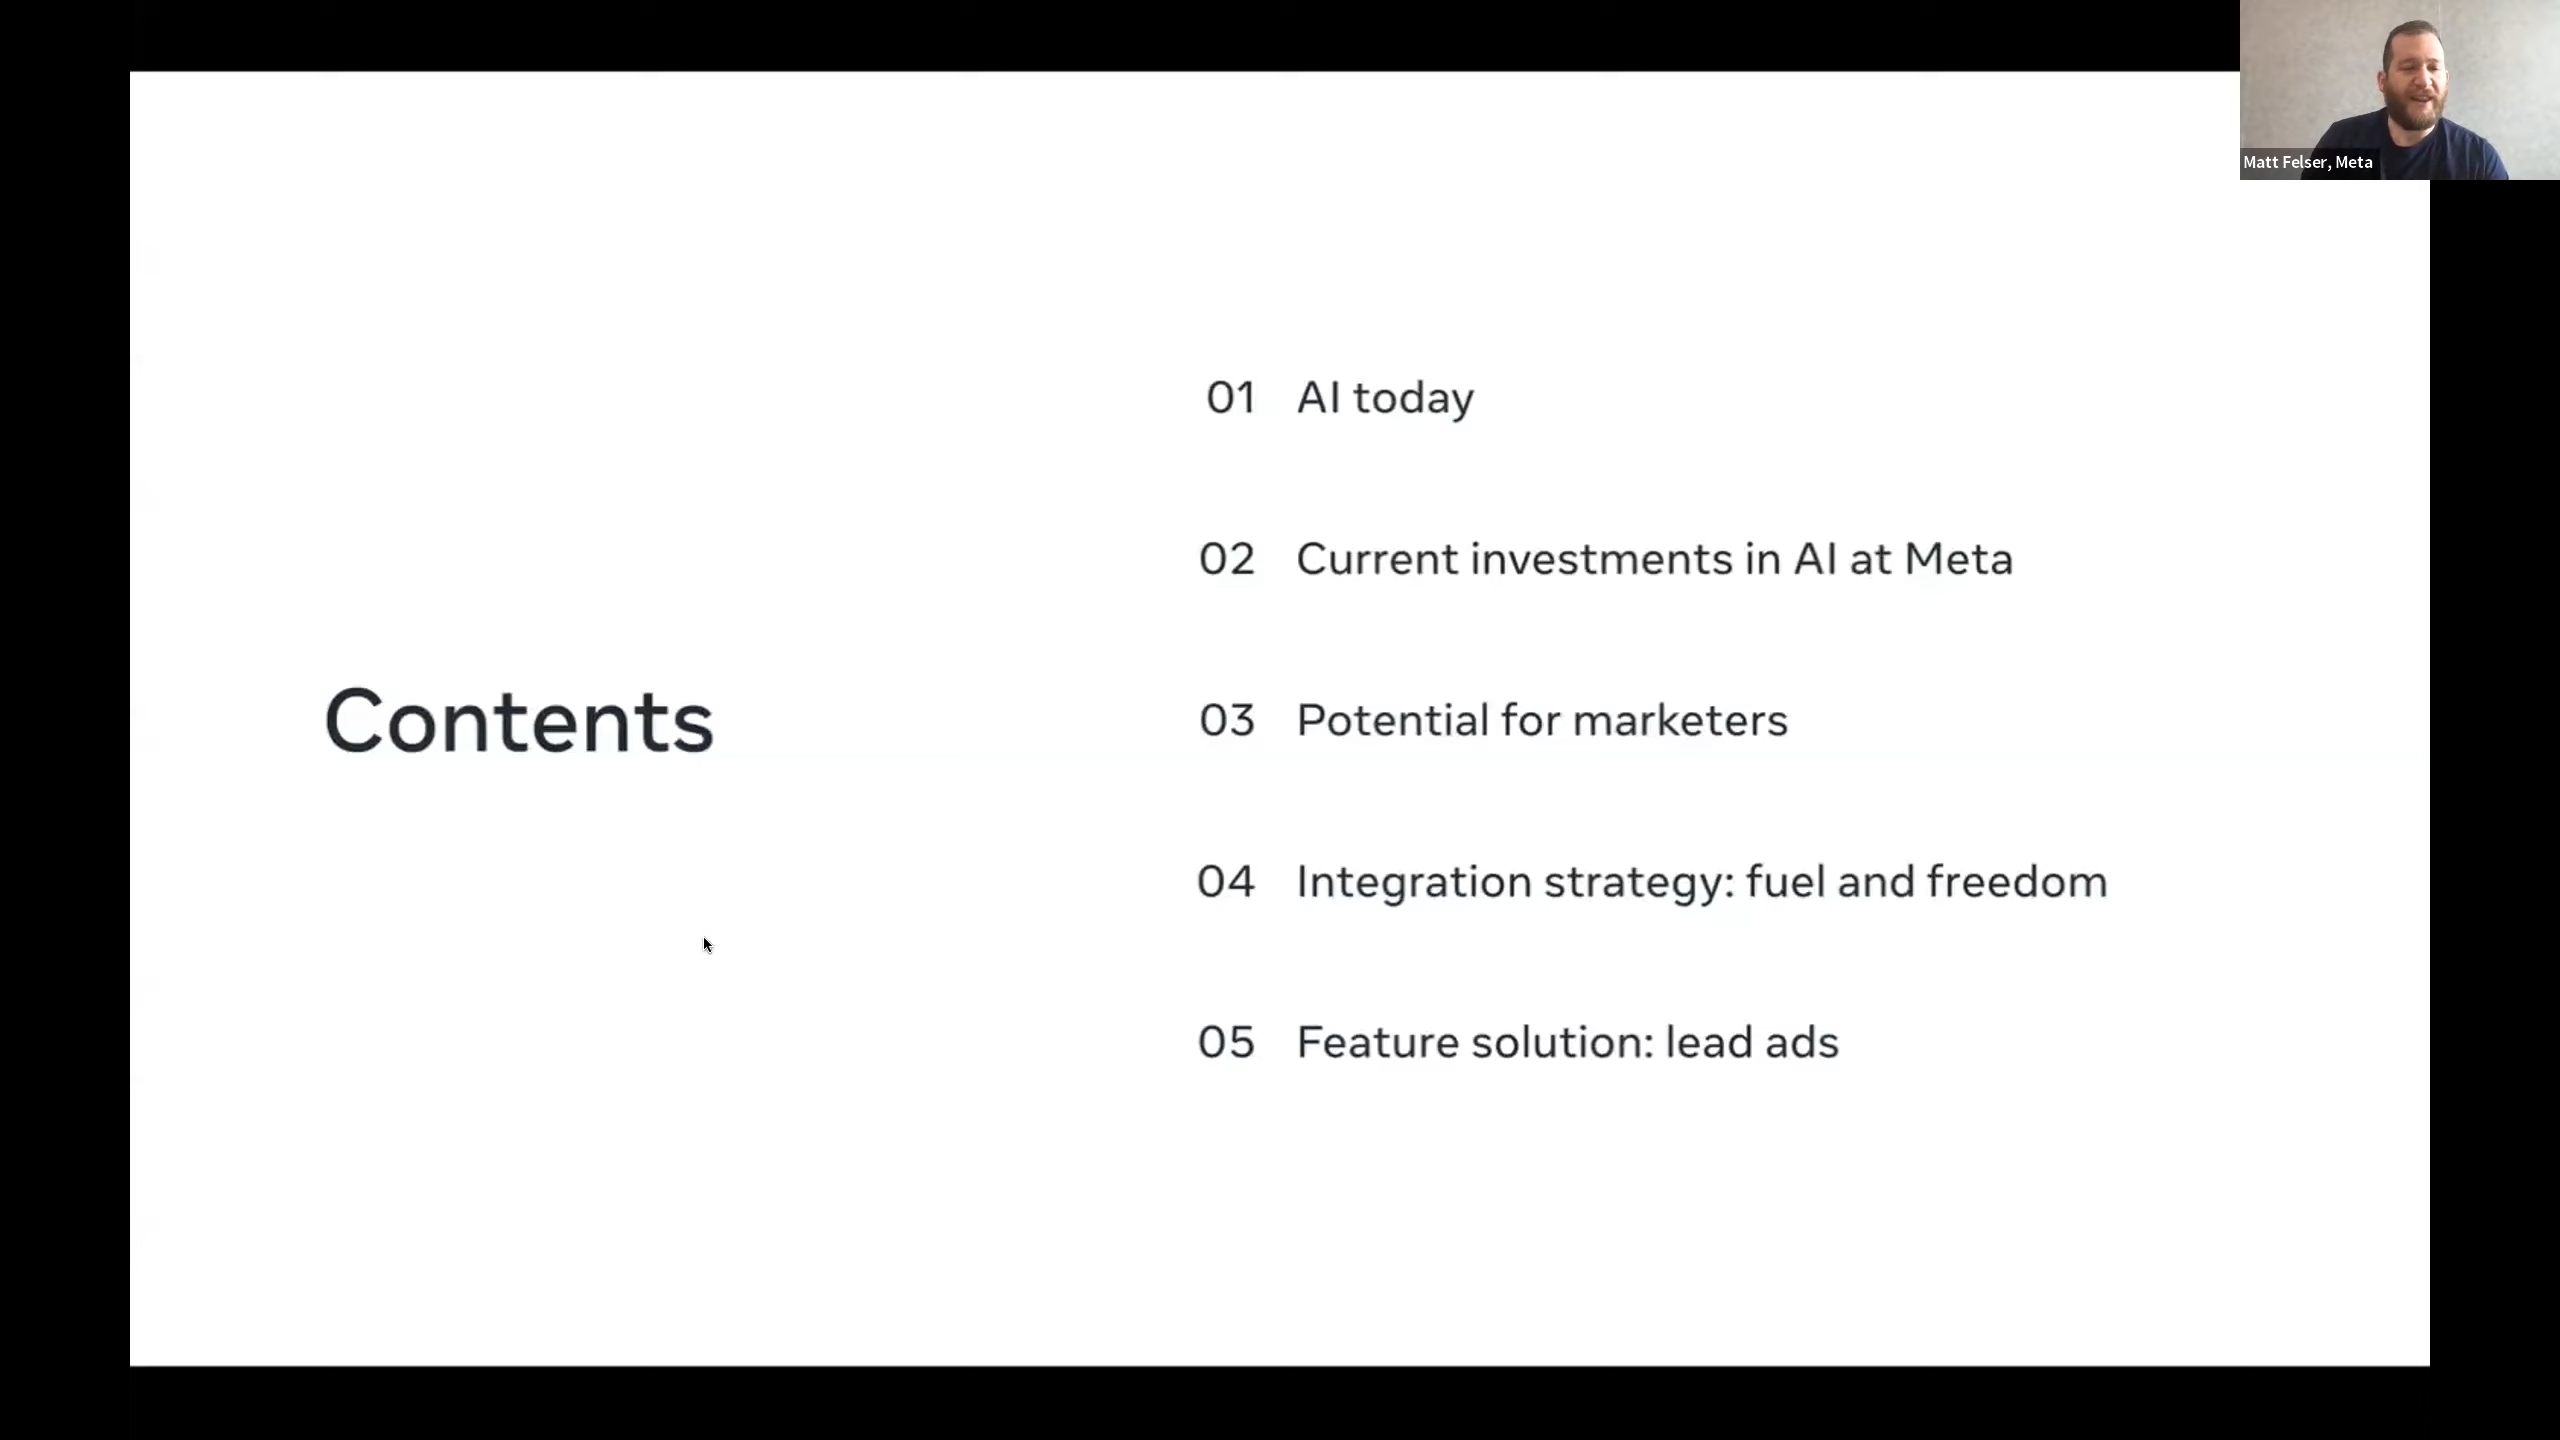 Matt Felser, Meta
Contents
01 AI today
02 Current investments in AI at Meta
03 Potential for marketers
04 Integration strategy: fuel and freedom
05 Feature solution: lead ads